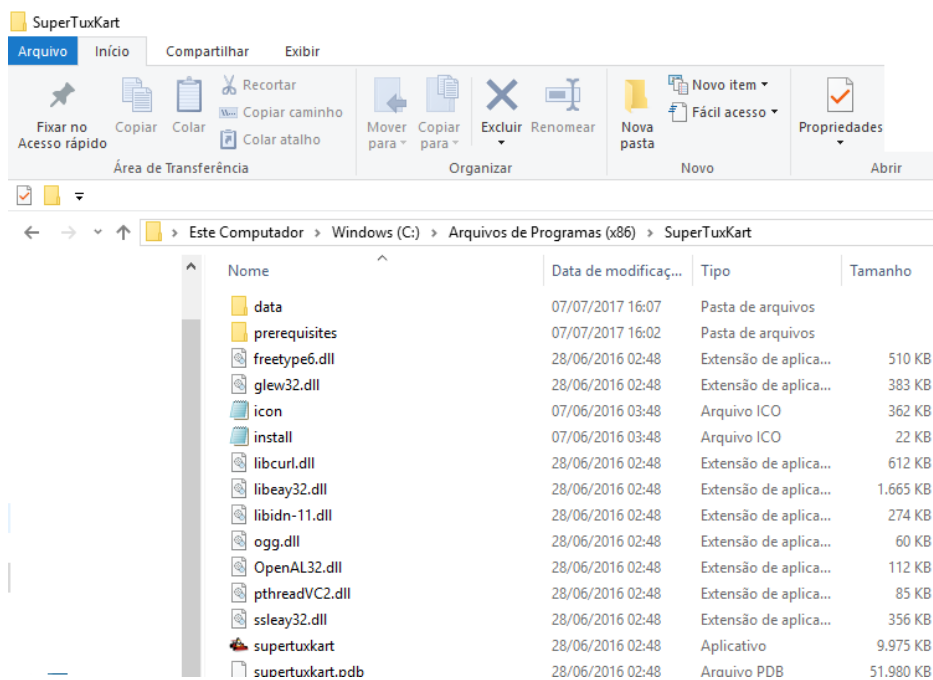 SuperTuxKart
Arquivo Início Compartilhar Exibir
Fixar no Acesso rápido
Copiar
Colar
Recortar
Copiar caminho
Colar atalho
Mover para
Copiar para
Excluir
Renomear
Nova pasta
Novo item
Fácil acesso
Propriedades
Área de Transferência Organizar Novo Abrir
Este Computador > Windows (C:) > Arquivos de Programas (x86) > SuperTuxKart
Nome Data de modificaç... Tipo Tamanho
data 07/07/2017 16:07 Pasta de arquivos
prerequisites 07/07/2017 16:02 Pasta de arquivos
freetype6.dll 28/06/2016 02:48 Extensão de aplica... 510 KB
glew32.dll 28/06/2016 02:48 Extensão de aplica... 383 KB
icon 07/06/2016 03:48 Arquivo ICO 362 KB
install 07/06/2016 03:48 Arquivo ICO 22 KB
libcurl.dll 28/06/2016 02:48 Extensão de aplica... 612 KB
libeay32.dll 28/06/2016 02:48 Extensão de aplica... 1.665 KB
libidn-11.dll 28/06/2016 02:48 Extensão de aplica... 274 KB
ogg.dll 28/06/2016 02:48 Extensão de aplica... 60 KB
OpenAL32.dll 28/06/2016 02:48 Extensão de aplica... 112 KB
pthreadVC2.dll 28/06/2016 02:48 Extensão de aplica... 85 KB
ssleay32.dll 28/06/2016 02:48 Extensão de aplica... 356 KB
supertuxkart 28/06/2016 02:48 Aplicativo 9.975 KB
supertuxkart.pdb 28/06/2016 02:48 Arquivo PDB 51.980 KB